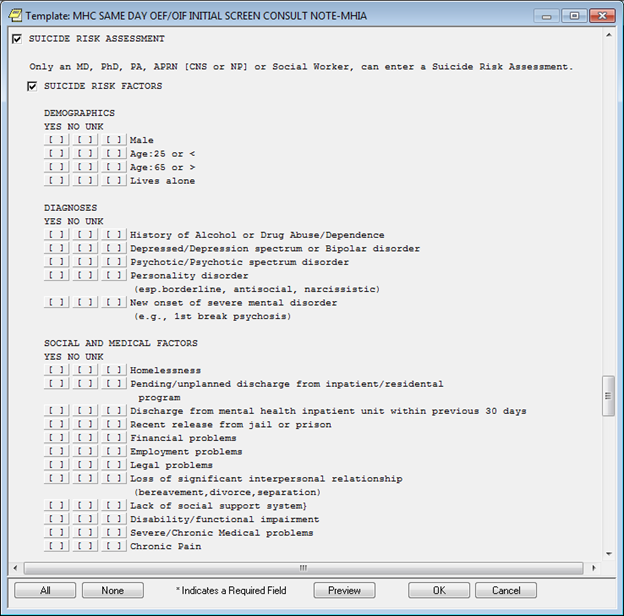 Template: MHC SAME DAY OEF/OIF INITIAL SCREEN CONSULT NOTE-MHIA
SUICIDE RISK ASSESSMENT
Only an MD, PhD, PA, APRN [CNS or NP] or Social Worker, can enter a Suicide Risk Assessment.
SUICIDE RISK FACTORS
DEMOGRAPHICS
YES NO UNK
[ ] [ ] [ ] Male
[ ] [ ] [ ] Age:25 or <
[ ] [ ] [ ] Age:65 or >
[ ] [ ] [ ] Lives alone
DIAGNOSES
YES NO UNK
[ ] [ ] [ ] History of Alcohol or Drug Abuse/Dependence
[ ] [ ] [ ] Depressed/Depression spectrum or Bipolar disorder
[ ] [ ] [ ] Psychotic/Psychotic spectrum disorder
[ ] [ ] [ ] Personality disorder
(esp.borderline, antisocial, narcissistic)
[ ] [ ] [ ] New onset of severe mental disorder
(e.g., 1st break psychosis)
SOCIAL AND MEDICAL FACTORS
YES NO UNK
[ ] [ ] [ ] Homelessness
[ ] [ ] [ ] Pending/unplanned discharge from inpatient/residental
program
[ ] [ ] [ ] Discharge from mental health inpatient unit within previous 30 days
[ ] [ ] [ ] Recent release from jail or prison
[ ] [ ] [ ] Financial problems
[ ] [ ] [ ] Employment problems
[ ] [ ] [ ] Legal problems
[ ] [ ] [ ] Loss of significant interpersonal relationship
(bereavement,divorce,separation)
[ ] [ ] [ ] Lack of social support system}
[ ] [ ] [ ] Disability/functional impairment
[ ] [ ] [ ] Severe/Chronic Medical problems
[ ] [ ] [ ] Chronic Pain
All None * Indicates a Required Field Preview OK Cancel